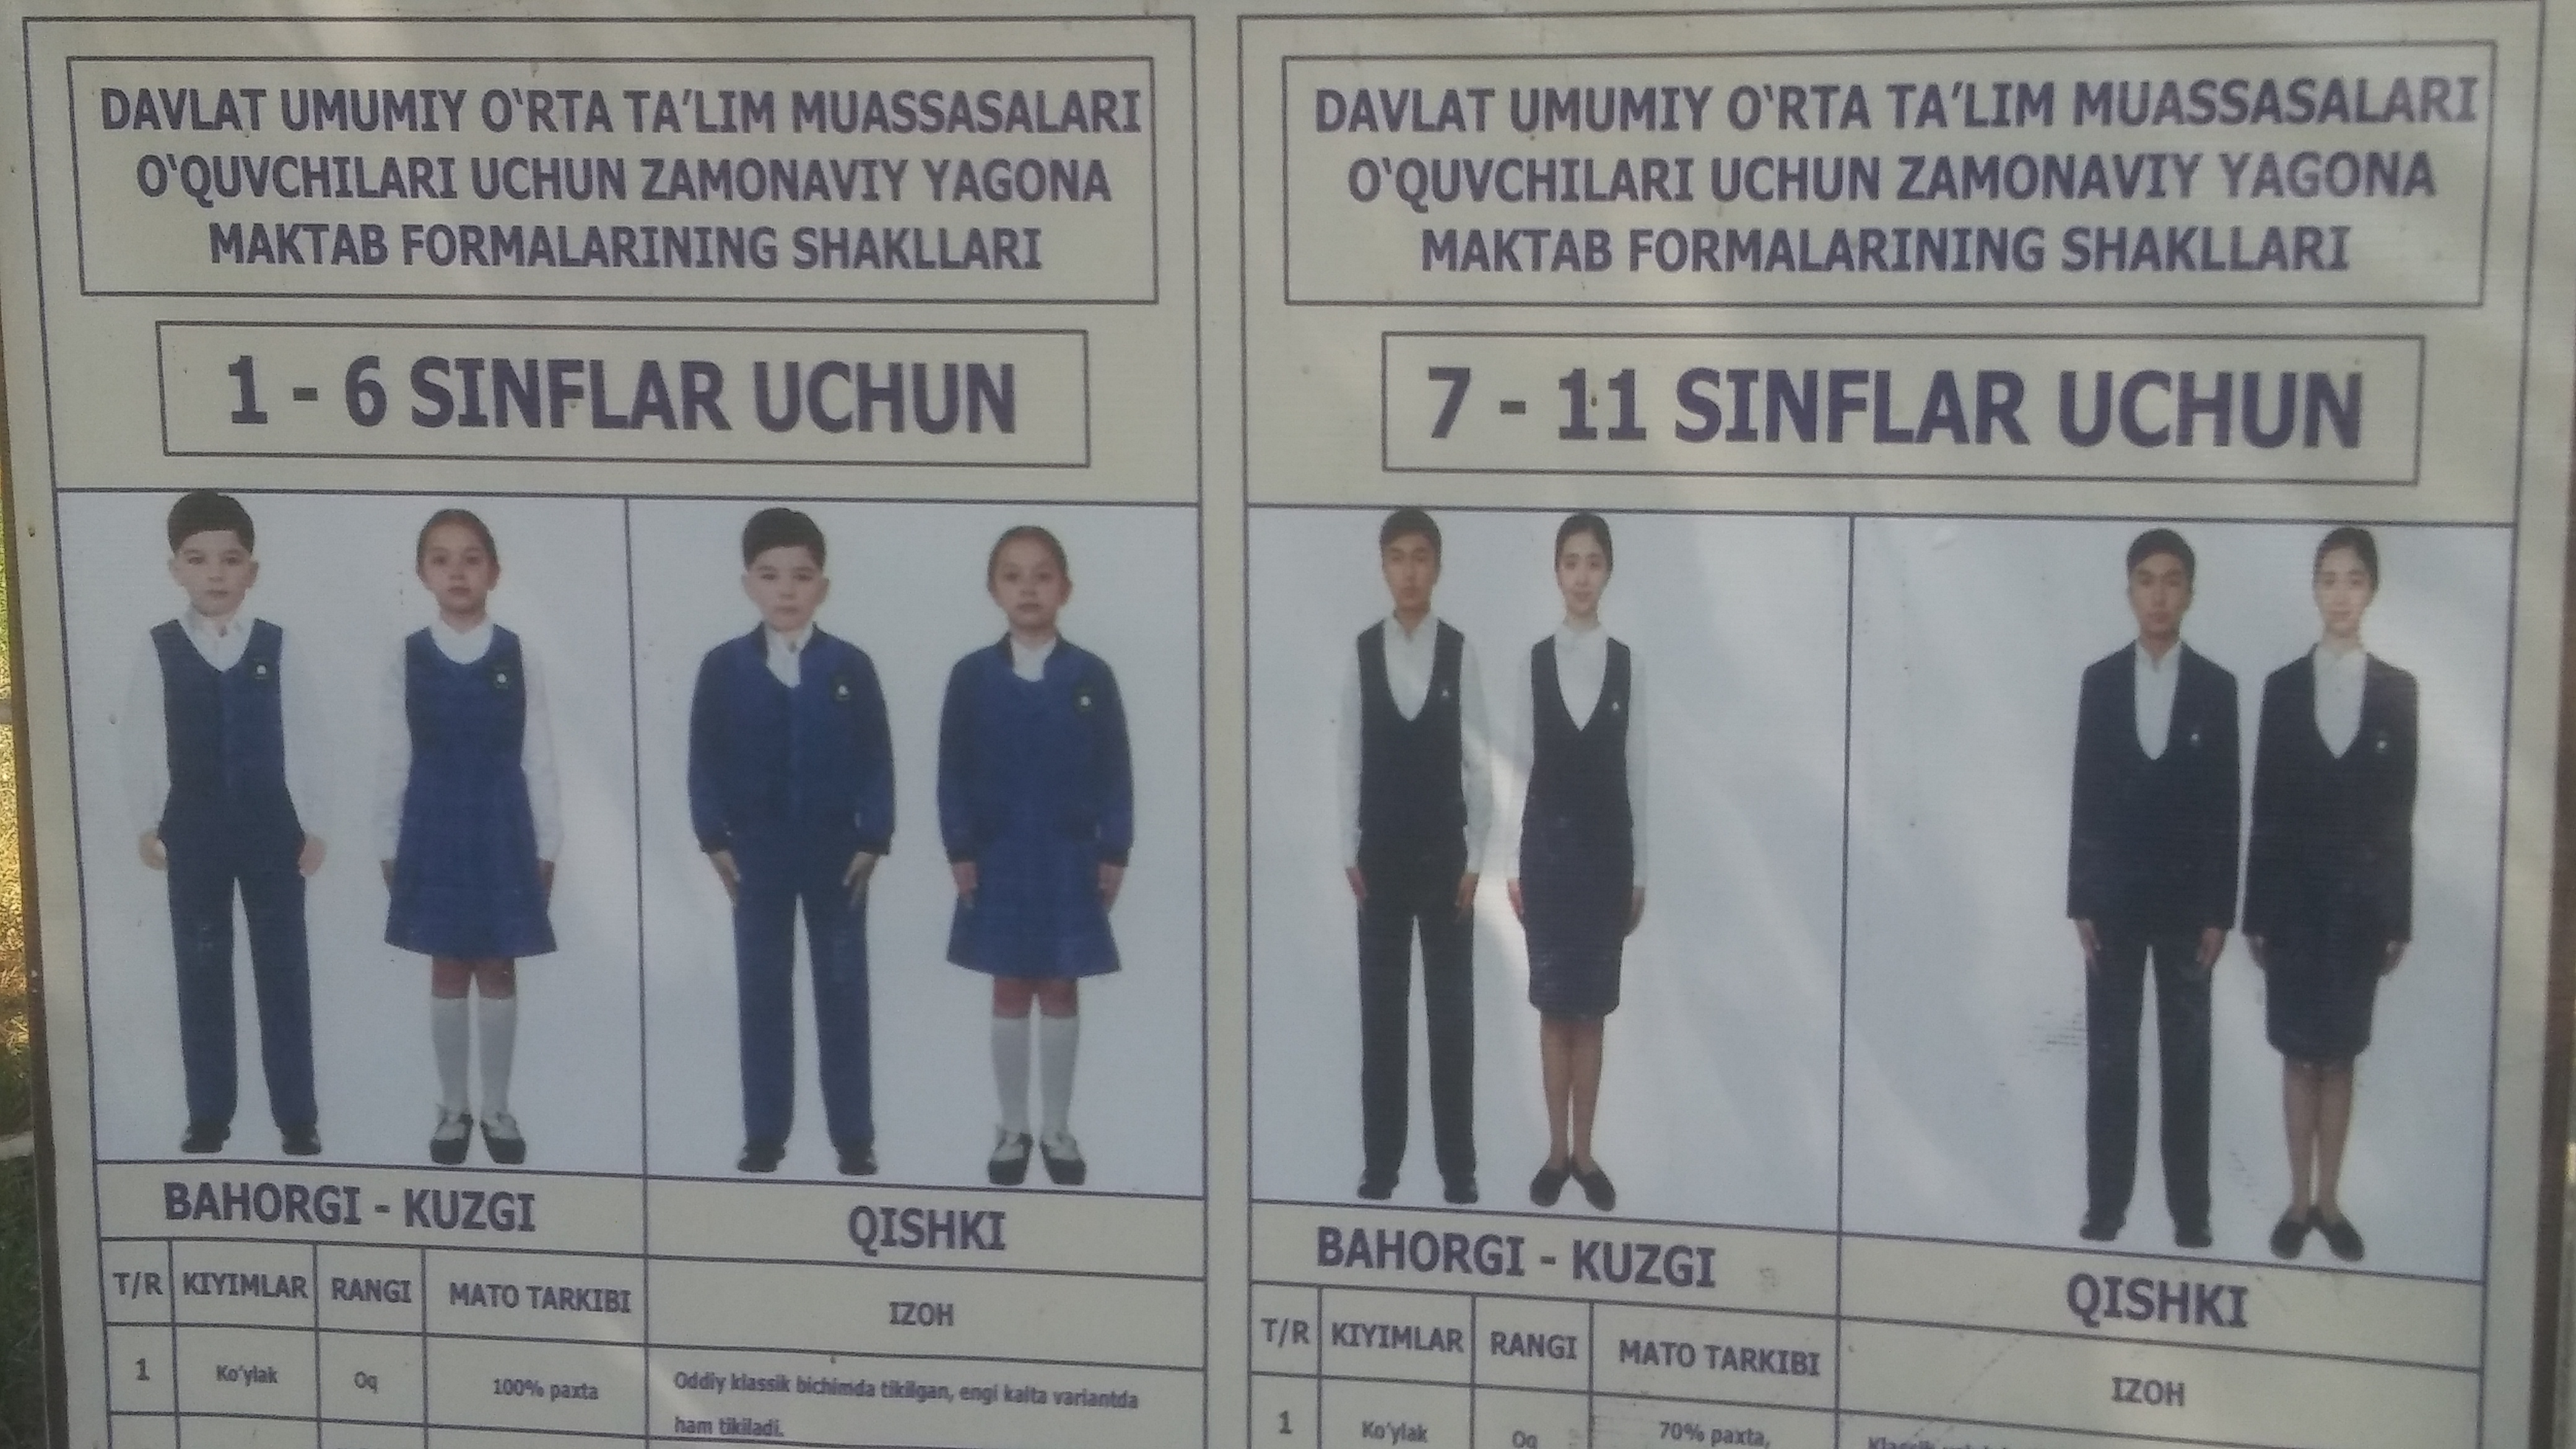 DAVLAT UMUMIY O‘RTA TA’LIM MUASSASALARI
O‘QUVCHILARI UCHUN ZAMONAVIY YAGONA
MAKTAB FORMALARINING SHAKLLARI
1 - 6 SINFLAR UCHUN
BAHORGI - KUZGI
QISHKI
T/R KIYIMLAR RANGI MATO TARKIBI IZOH
1 Ko‘ylak Oq 100% paxta Oddiy klassik bichimda tikilgan, engi kalta variantda
ham tikiladi.
DAVLAT UMUMIY O‘RTA TA’LIM MUASSASALARI
O‘QUVCHILARI UCHUN ZAMONAVIY YAGONA
MAKTAB FORMALARINING SHAKLLARI
7 - 11 SINFLAR UCHUN
BAHORGI - KUZGI
QISHKI
T/R KIYIMLAR RANGI MATO TARKIBI IZOH
1 Ko‘ylak Oq 70% paxta,